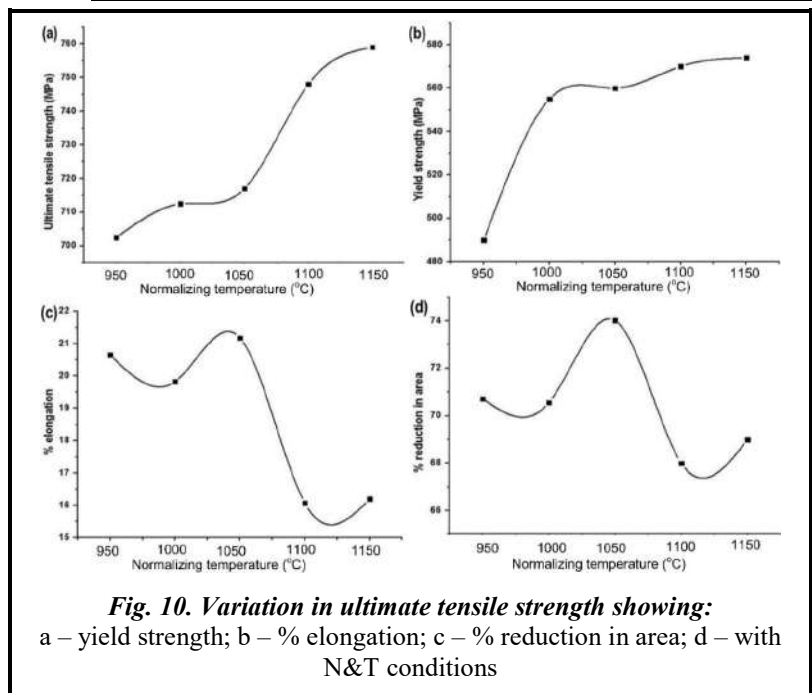 (a)
Ultimate tensile strength (MPa)
760
750
740
730
720
710
700
950 1000 1050 1100 1150
Normalizing temperature (°C)
(b)
Yield strength (MPa)
580
560
540
520
500
480
950 1000 1050 1100 1150
Normalizing temperature (°C)
(c)
% elongation
22
21
20
19
18
17
16
15
950 1000 1050 1100 1150
Normalizing temperature (°C)
(d)
% reduction in area
74
72
70
68
66
950 1000 1050 1100 1150
Normalizing temperature (°C)
Fig. 10. Variation in ultimate tensile strength showing:
a – yield strength; b – % elongation; c – % reduction in area; d – with
N&T conditions